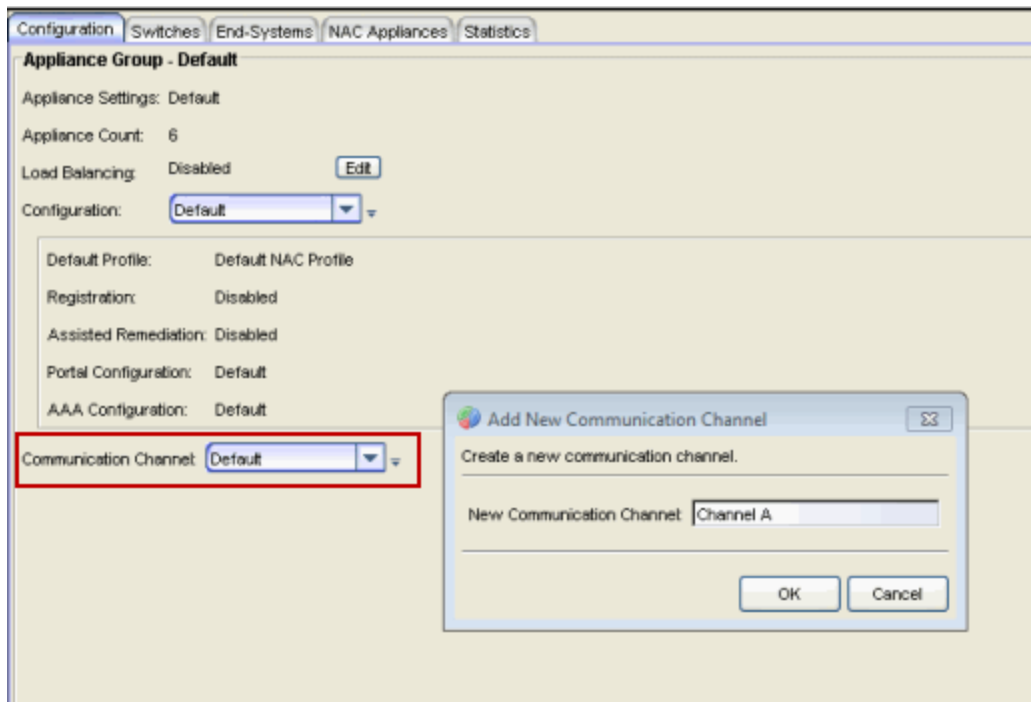 Configuration Switches End-Systems NAC Appliances Statistics
Appliance Group - Default
Appliance Settings: Default
Appliance Count: 6
Load Balancing: Disabled Edit
Configuration: Default
Default Profile: Default NAC Profile
Registration: Disabled
Assisted Remediation: Disabled
Portal Configuration: Default
AAA Configuration: Default
Communication Channel: Default
Add New Communication Channel
Create a new communication channel.
New Communication Channel: Channel A
OK Cancel